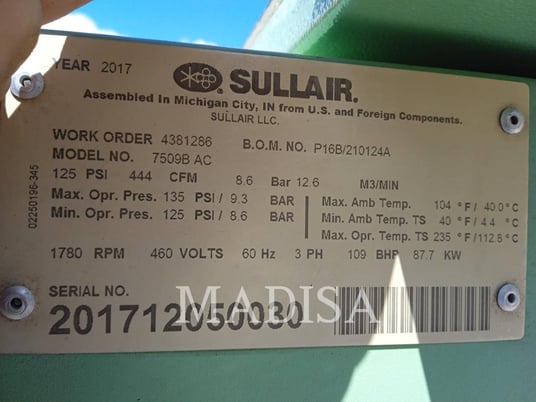 YEAR 2017
SULLAIR.
Assembled In Michigan City, IN from U.S. and Foreign Components.
SULLAIR LLC.
WORK ORDER 4381286 B.O.M. NO. P16B/210124A
MODEL NO. 7509B AC
125 PSI 444 CFM 8.6 Bar 12.6 M3/MIN
Max. Opr Pres. 135 PSI / 9.3 BAR
Min. Opr Pres. 125 PSI / 8.6 BAR
Max. Amb Temp. 104 °F/ 40.0°C
Min. Amb Temp. TS 40 °F/ 4.4 °C
Max. Opr. Temp. TS 235 °F/112.8°C
1780 RPM 460 VOLTS 60 Hz 3 PH 109 BHP 87.7 KW
SERIAL NO.
201712050030
MADISA
02250196-345